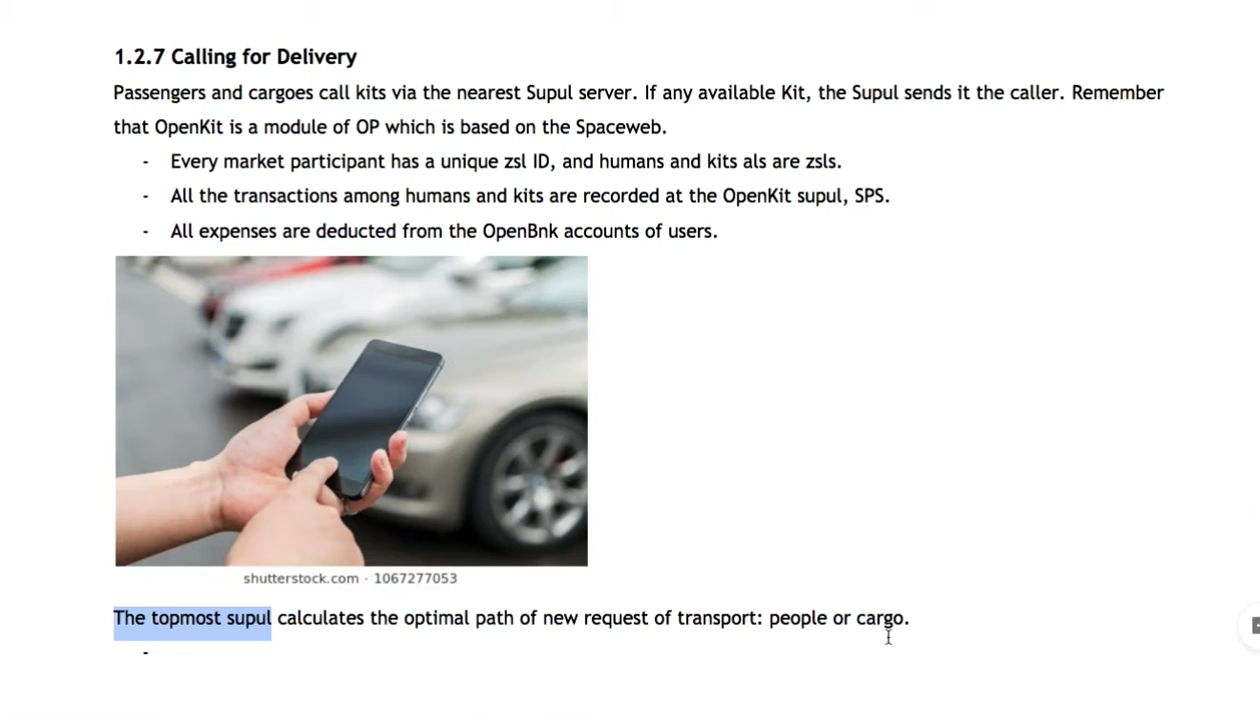 1.2.7 Calling for Delivery
Passengers and cargoes call kits via the nearest Supul server. If any available Kit, the Supul sends it the caller. Remember
that OpenKit is a module of OP which is based on the Spaceweb.
- Every market participant has a unique zsl ID, and humans and kits als are zsls.
- All the transactions among humans and kits are recorded at the OpenKit supul, SPS.
- All expenses are deducted from the OpenBnk accounts of users.
shutterstock.com · 1067277053
The topmost supul calculates the optimal path of new request of transport: people or cargo.
-